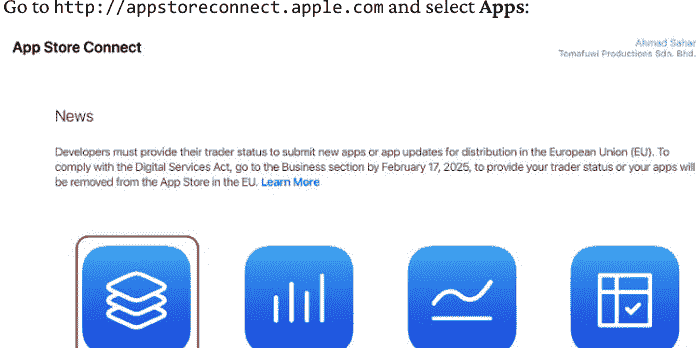 Go to http://appstoreconnect.apple.com and select Apps:
App Store Connect
Ahmad Sahar
Tomafuwi Productions Sdn. Bhd.
News
Developers must provide their trader status to submit new apps or app updates for distribution in the European Union (EU). To
comply with the Digital Services Act, go to the Business section by February 17, 2025, to provide your trader status or your apps will
be removed from the App Store in the EU. Learn More